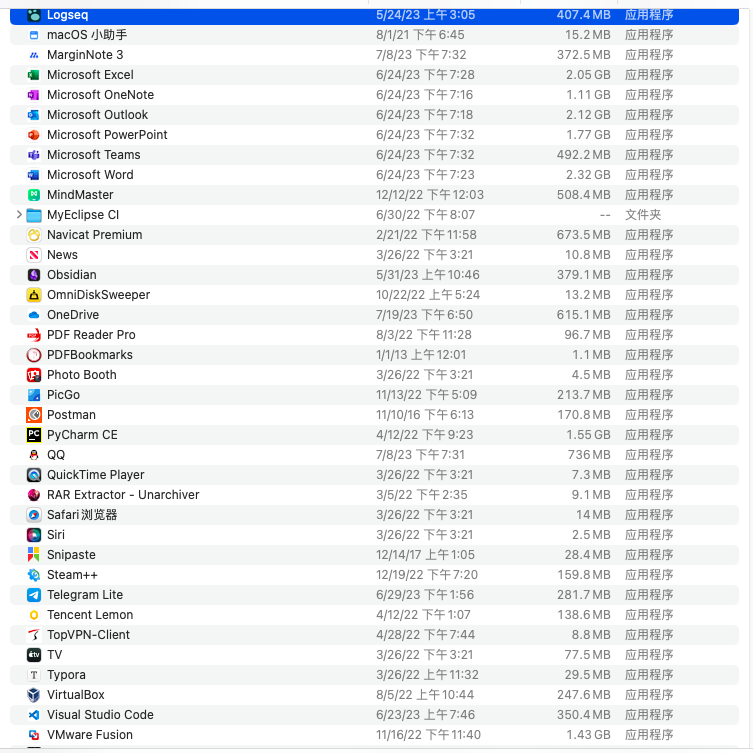 Logseq 5/24/23 上午3:05 407.4 MB 应用程序
macOS 小助手 8/1/21 下午6:45 15.2 MB 应用程序
MarginNote 3 7/8/23 下午7:32 372.5 MB 应用程序
Microsoft Excel 6/24/23 下午7:28 2.05 GB 应用程序
Microsoft OneNote 6/24/23 下午7:16 1.11 GB 应用程序
Microsoft Outlook 6/24/23 下午7:18 2.12 GB 应用程序
Microsoft PowerPoint 6/24/23 下午7:32 1.77 GB 应用程序
Microsoft Teams 6/24/23 下午7:32 492.2 MB 应用程序
Microsoft Word 6/24/23 下午7:23 2.32 GB 应用程序
MindMaster 12/12/22 下午12:03 508.4 MB 应用程序
MyEclipse CI 6/30/22 下午8:07 -- 文件夹
Navicat Premium 2/21/22 下午11:58 673.5 MB 应用程序
News 3/26/22 下午3:21 10.8 MB 应用程序
Obsidian 5/31/23 上午10:46 379.1 MB 应用程序
OmniDiskSweeper 10/22/22 上午5:24 13.2 MB 应用程序
OneDrive 7/19/23 下午6:50 615.1 MB 应用程序
PDF Reader Pro 8/3/22 下午11:28 96.7 MB 应用程序
PDFBookmarks 1/1/13 上午12:01 1.1 MB 应用程序
Photo Booth 3/26/22 下午3:21 4.5 MB 应用程序
PicGo 11/13/22 下午5:09 213.7 MB 应用程序
Postman 11/10/16 下午6:13 170.8 MB 应用程序
PC PyCharm CE 4/12/22 下午9:23 1.55 GB 应用程序
QQ 7/8/23 下午7:31 736 MB 应用程序
QuickTime Player 3/26/22 下午3:21 7.3 MB 应用程序
RAR Extractor - Unarchiver 3/5/22 下午2:35 9.1 MB 应用程序
Safari浏览器 3/26/22 下午3:21 14 MB 应用程序
Siri 3/26/22 下午3:21 2.5 MB 应用程序
Snipaste 12/14/17 上午1:05 28.4 MB 应用程序
Steam++ 12/19/22 下午7:20 159.8 MB 应用程序
Telegram Lite 6/29/23 下午1:56 281.7 MB 应用程序
Tencent Lemon 4/12/22 下午1:07 138.6 MB 应用程序
TopVPN-Client 4/28/22 下午7:44 8.8 MB 应用程序
tv TV 3/26/22 下午3:21 77.5 MB 应用程序
T Typora 3/26/22 上午11:32 29.5 MB 应用程序
VirtualBox 8/5/22 上午10:44 247.6 MB 应用程序
Visual Studio Code 6/23/23 上午7:46 350.4 MB 应用程序
VMware Fusion 11/16/22 下午11:40 1.43 GB 应用程序